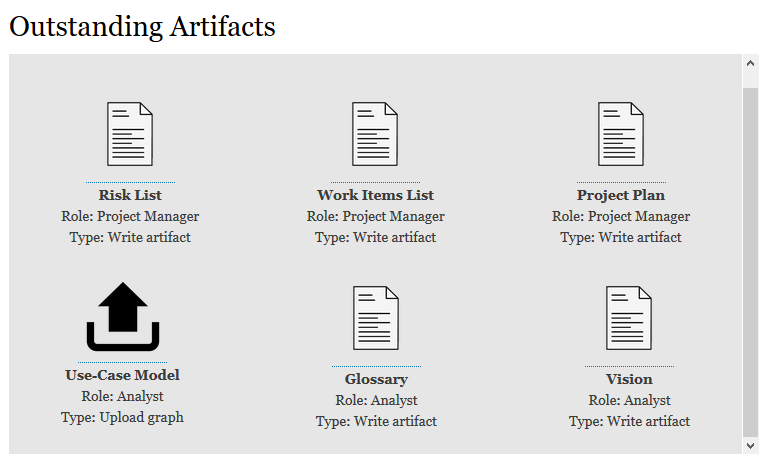 Outstanding Artifacts
Risk List
Role: Project Manager
Type: Write artifact
Work Items List
Role: Project Manager
Type: Write artifact
Project Plan
Role: Project Manager
Type: Write artifact
Use-Case Model
Role: Analyst
Type: Upload graph
Glossary
Role: Analyst
Type: Write artifact
Vision
Role: Analyst
Type: Write artifact